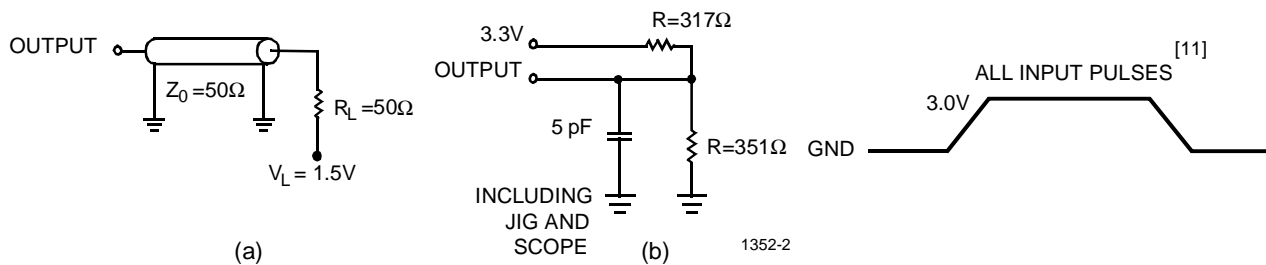 OUTPUT
Z0 =50Ω
RL =50Ω
VL = 1.5V
(a)
3.3V
R=317Ω
OUTPUT
5 pF
R=351Ω
INCLUDING
JIG AND
SCOPE
(b)
1352-2
ALL INPUT PULSES [11]
3.0V
GND